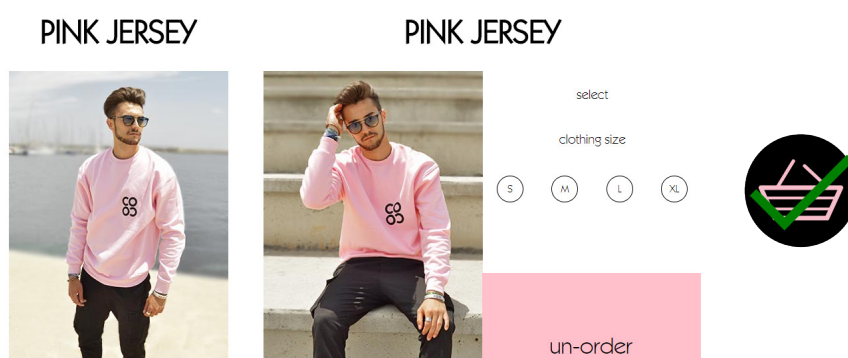 PINK JERSEY
PINK JERSEY
select
clothing size
S M L XL
un-order